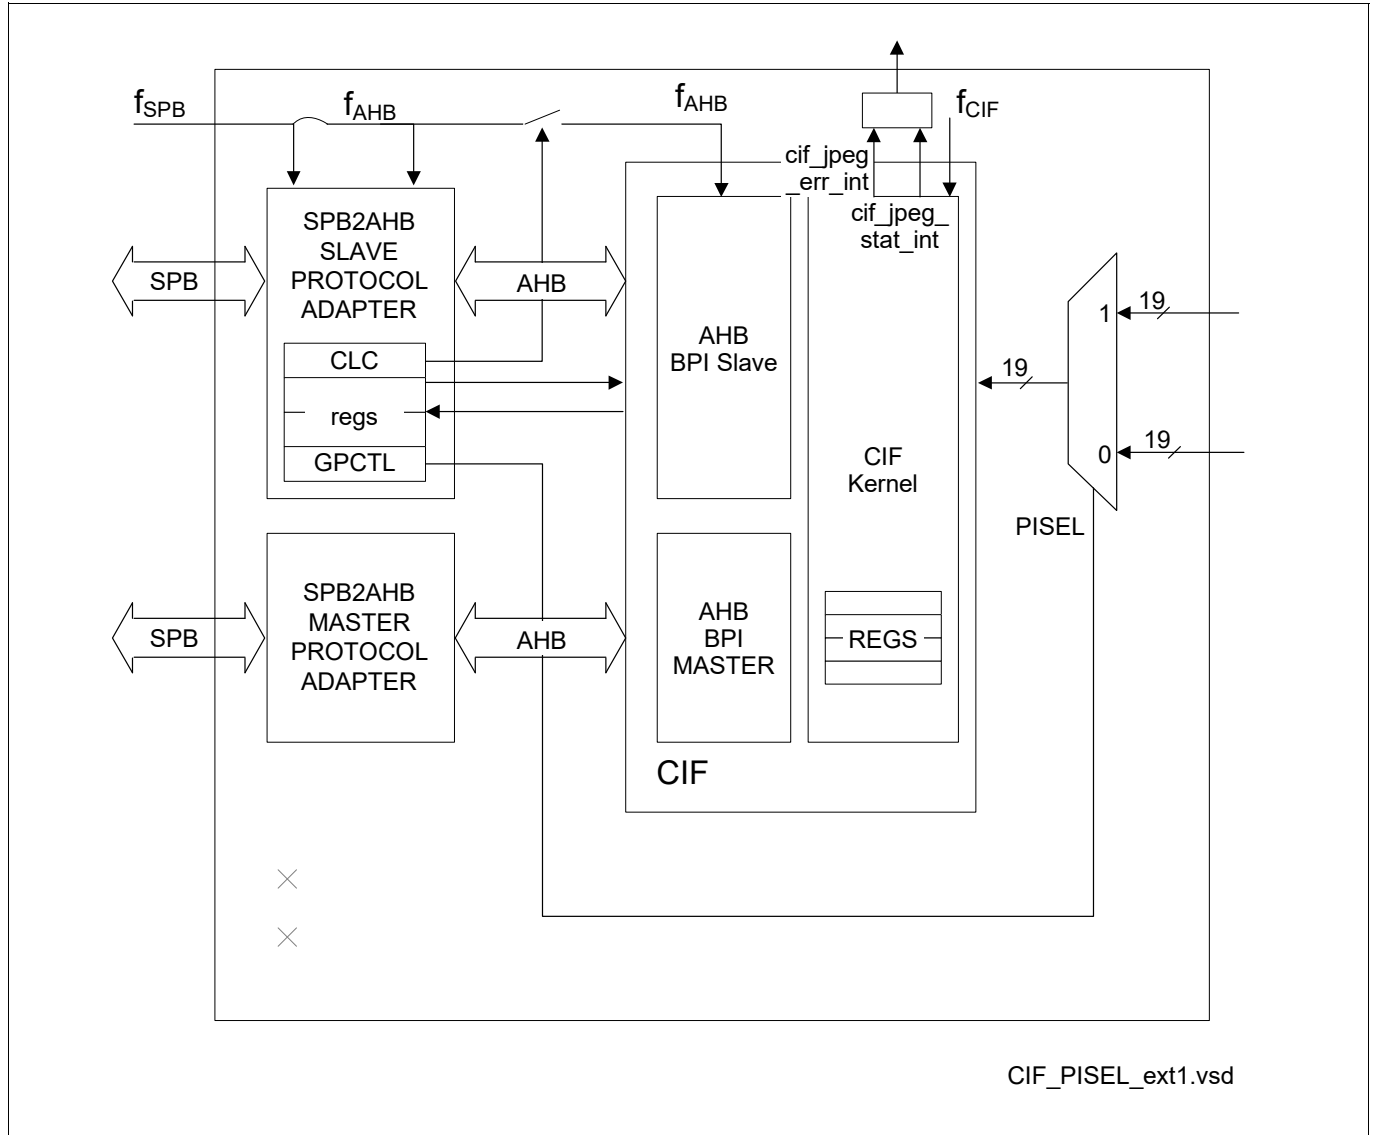 fSPB
fAHB
fAHB
fCIF
cif_jpeg
_err_int
cif_jpeg_
stat_int
SPB2AHB
SLAVE
PROTOCOL
ADAPTER
SPB
AHB
CLC
regs
GPCTL
AHB
BPI Slave
CIF
Kernel
19
1
19
0
19
PISEL
SPB2AHB
MASTER
PROTOCOL
ADAPTER
SPB
AHB
AHB
BPI
MASTER
REGS
CIF
CIF_PISEL_ext1.vsd